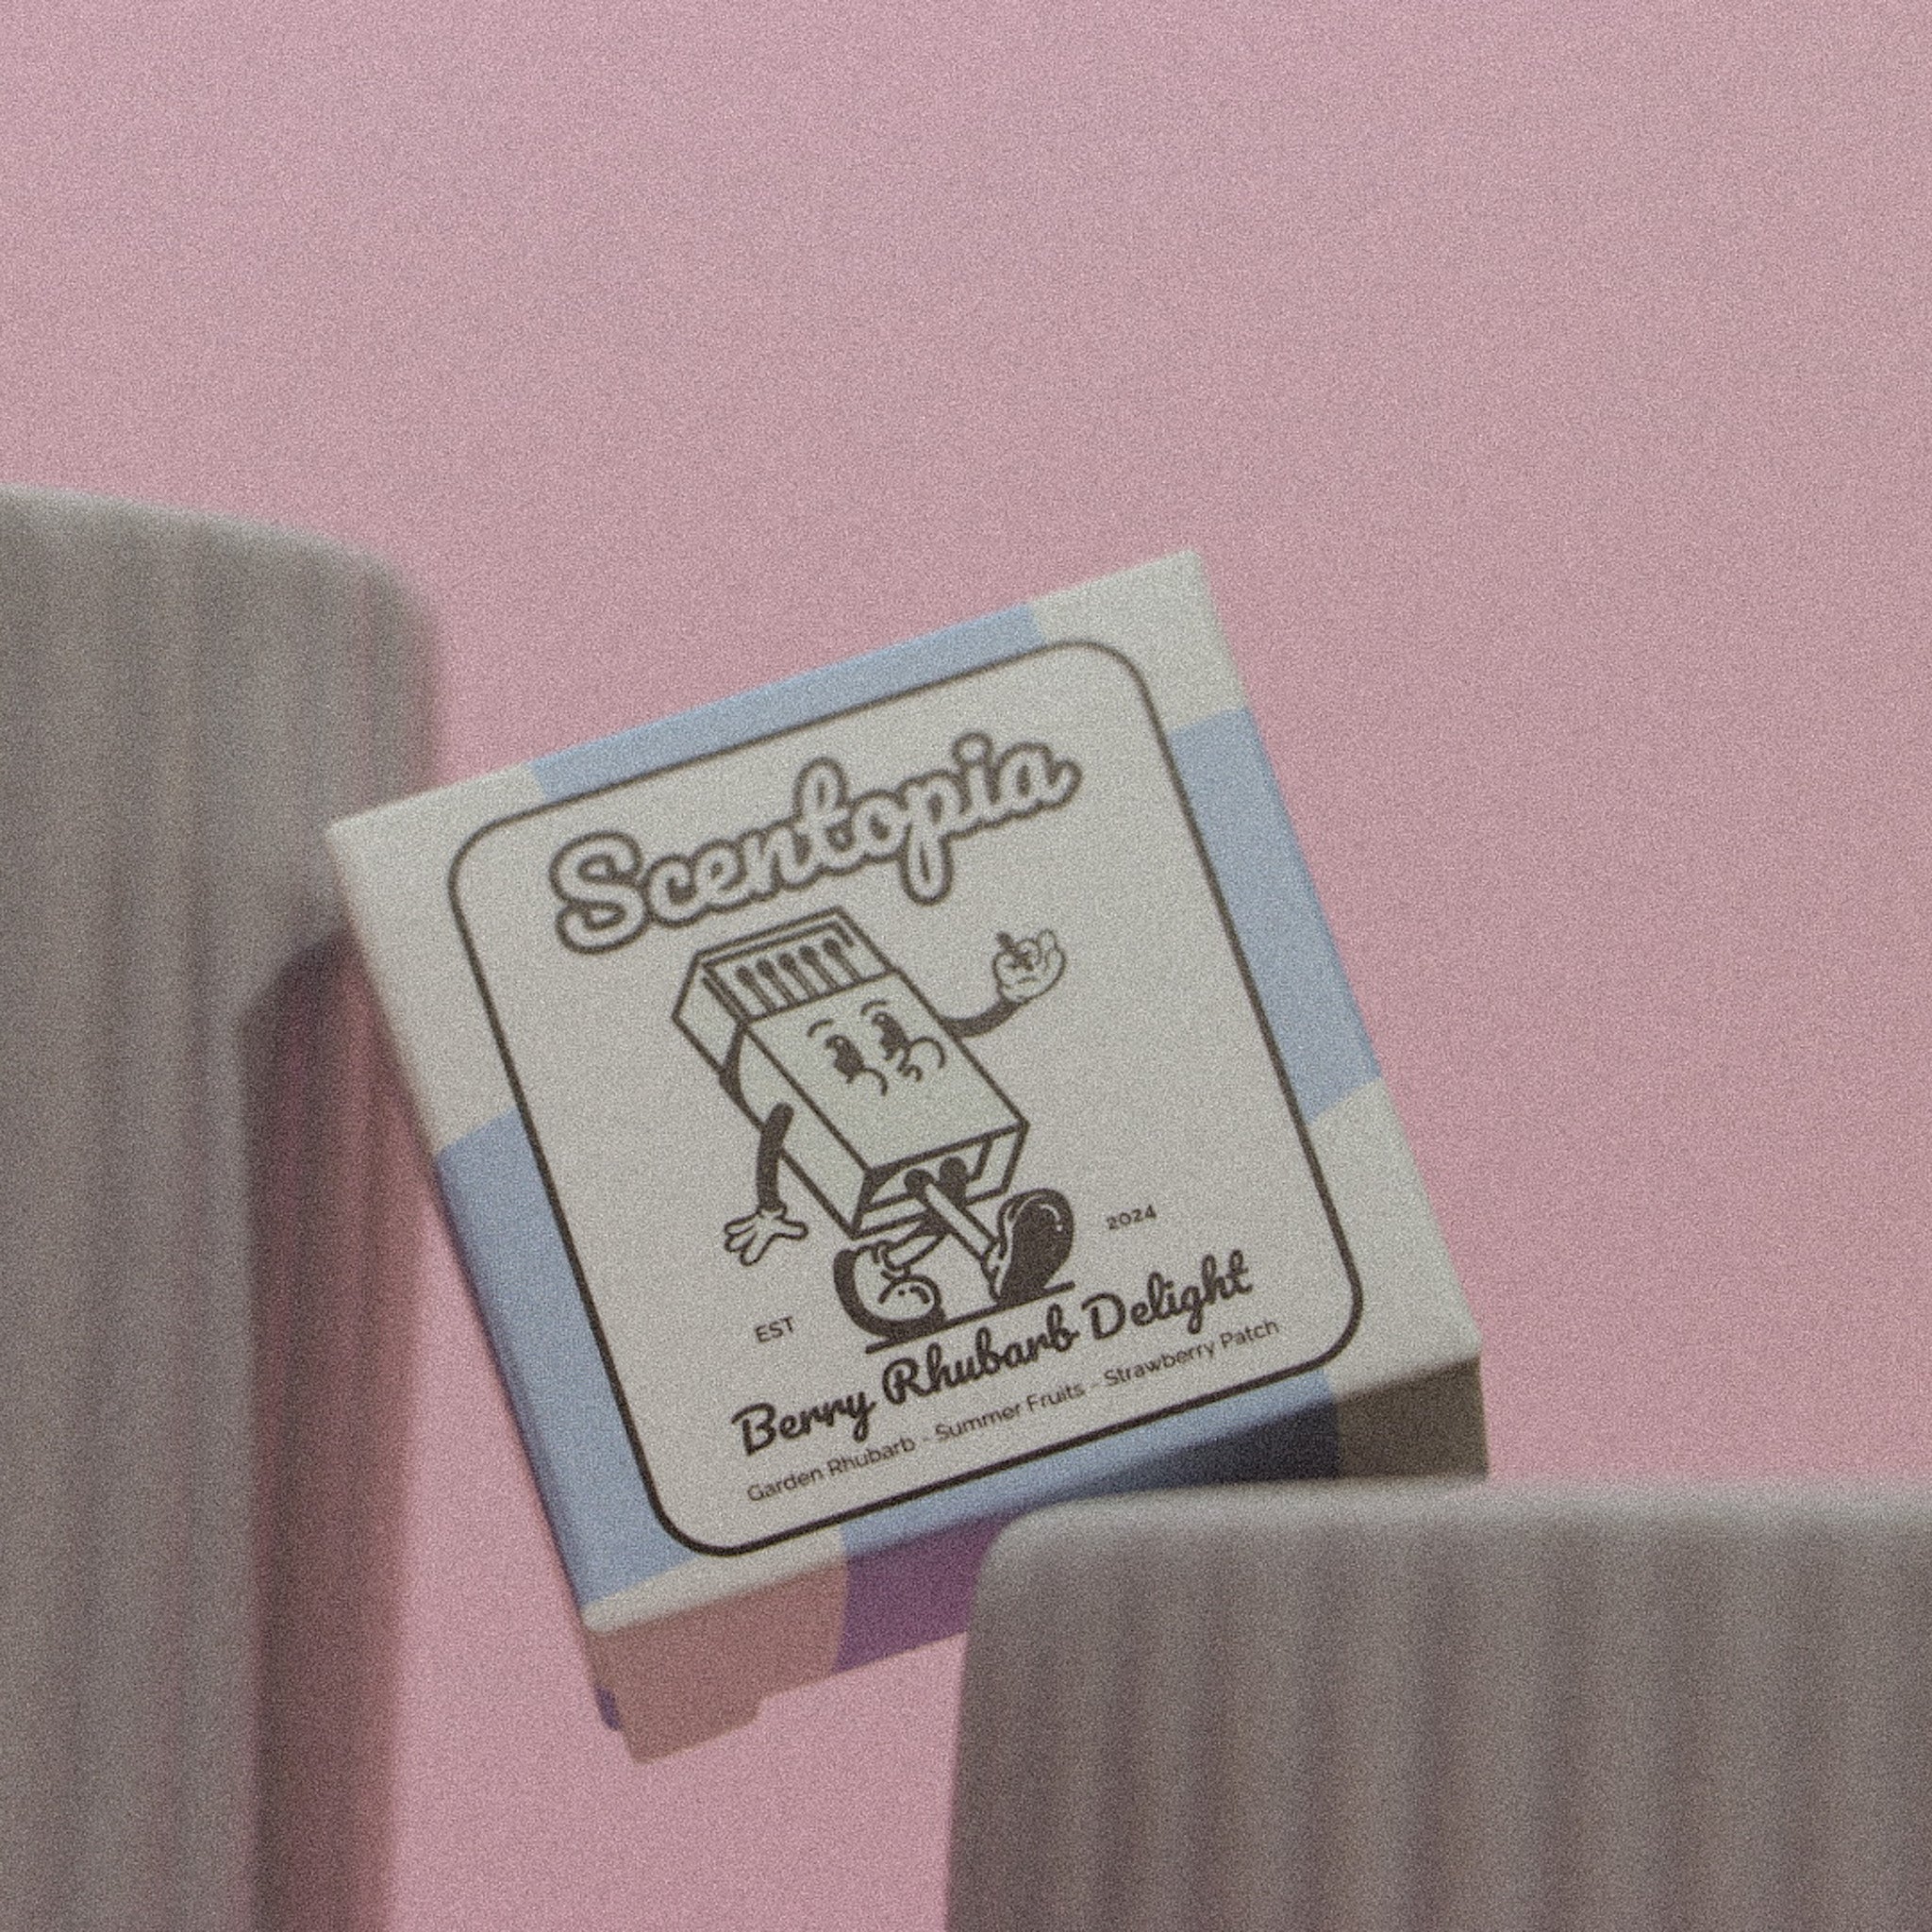 Scentopia
2024
EST
Berry Rhubarb Delight
Garden Rhubarb - Summer Fruits - Strawberry Patch